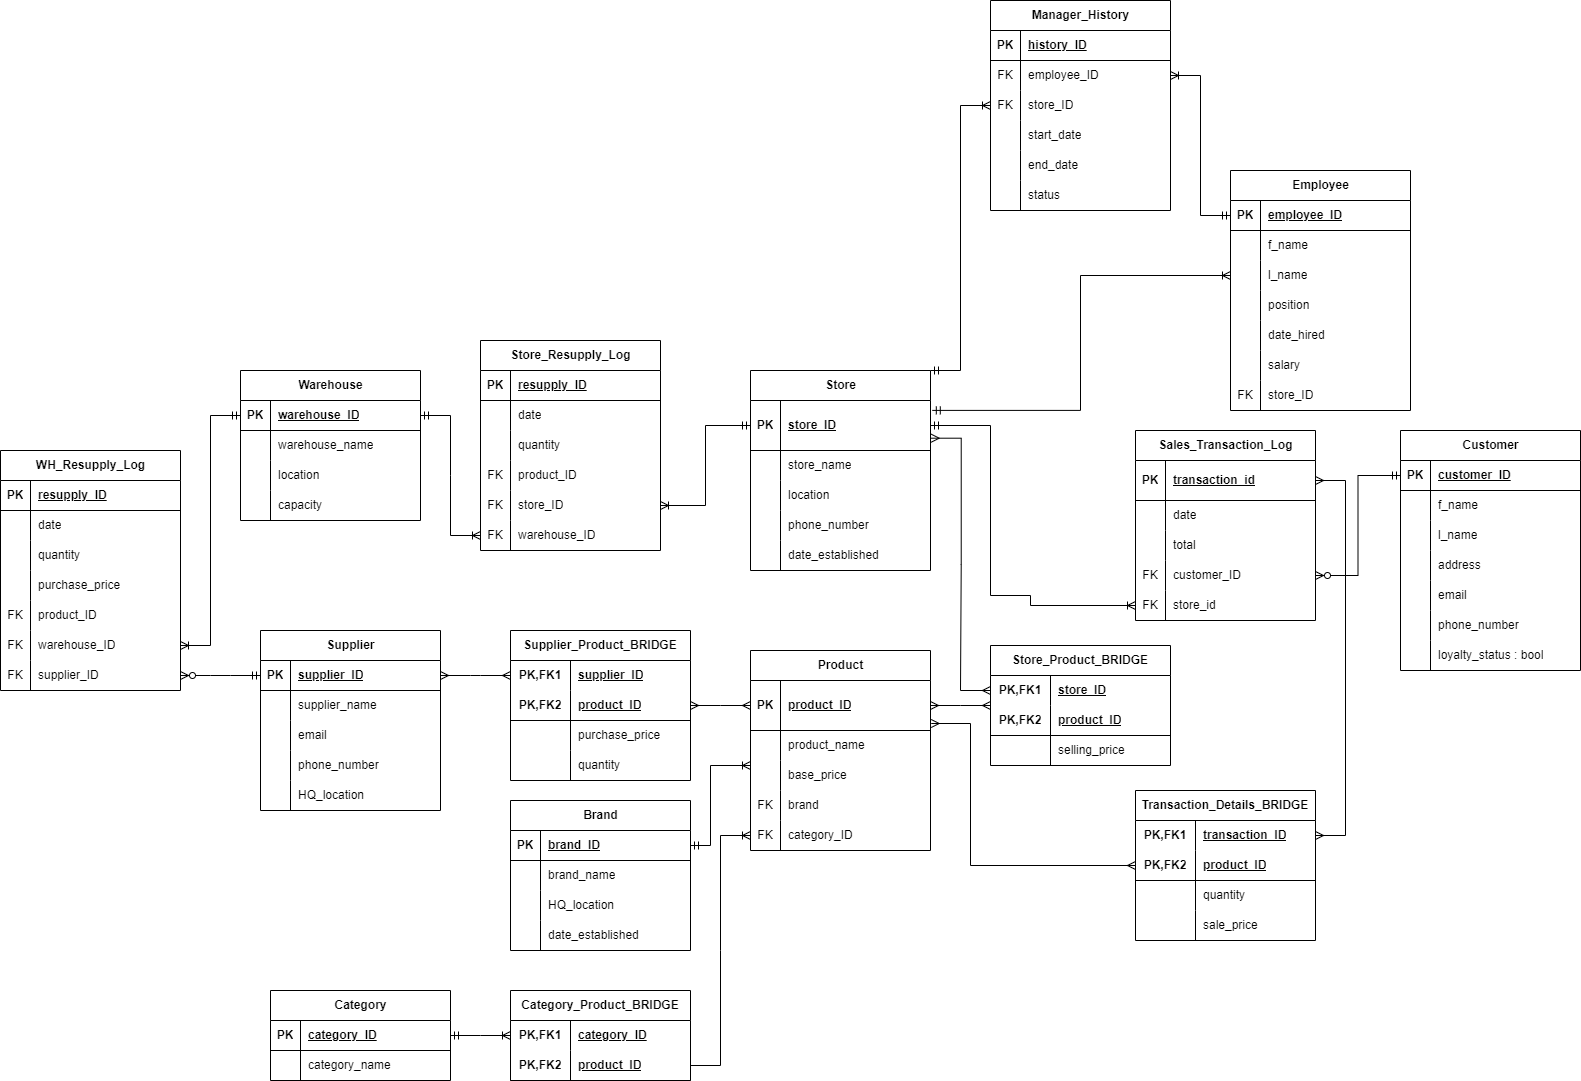 Manager_History
PK history_ID
FK employee_ID
FK store_ID
start_date
end_date
status
Employee
PK employee_ID
f_name
l_name
position
date_hired
salary
FK store_ID
Store_Resupply_Log
PK resupply_ID
date
quantity
FK product_ID
FK store_ID
FK warehouse_ID
Warehouse
PK warehouse_ID
warehouse_name
location
capacity
Store
PK store_ID
store_name
location
phone_number
date_established
WH_Resupply_Log
PK resupply_ID
date
quantity
purchase_price
FK product_ID
FK warehouse_ID
FK supplier_ID
Sales_Transaction_Log
PK transaction_id
date
total
FK customer_ID
FK store_id
Customer
PK customer_ID
f_name
l_name
address
email
phone_number
loyalty_status : bool
Supplier
PK supplier_ID
supplier_name
email
phone_number
HQ_location
Supplier_Product_BRIDGE
PK,FK1 supplier_ID
PK,FK2 product_ID
purchase_price
quantity
Product
PK product_ID
product_name
base_price
FK brand
FK category_ID
Store_Product_BRIDGE
PK,FK1 store_ID
PK,FK2 product_ID
selling_price
Brand
PK brand_ID
brand_name
HQ_location
date_established
Transaction_Details_BRIDGE
PK,FK1 transaction_ID
PK,FK2 product_ID
quantity
sale_price
Category
PK category_ID
category_name
Category_Product_BRIDGE
PK,FK1 category_ID
PK,FK2 product_ID